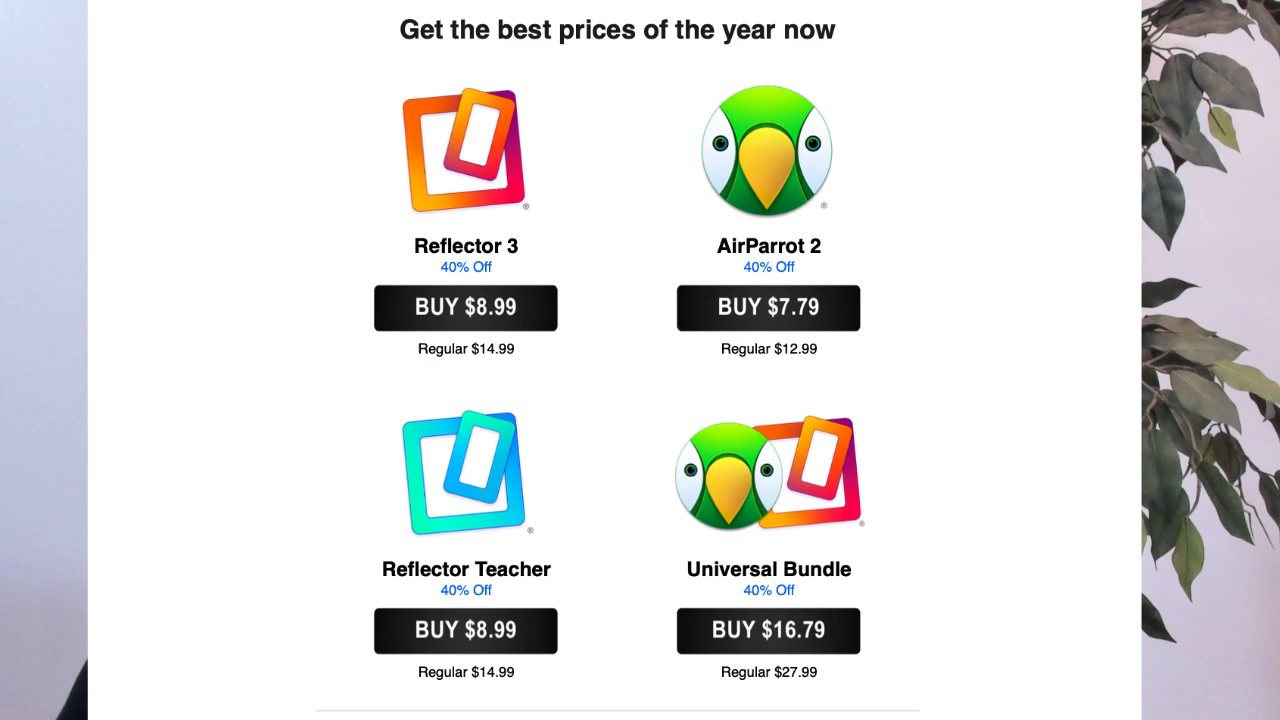 Get the best prices of the year now
Reflector 3
40% Off
BUY $8.99
Regular $14.99
AirParrot 2
40% Off
BUY $7.79
Regular $12.99
Reflector Teacher
40% Off
BUY $8.99
Regular $14.99
Universal Bundle
40% Off
BUY $16.79
Regular $27.99